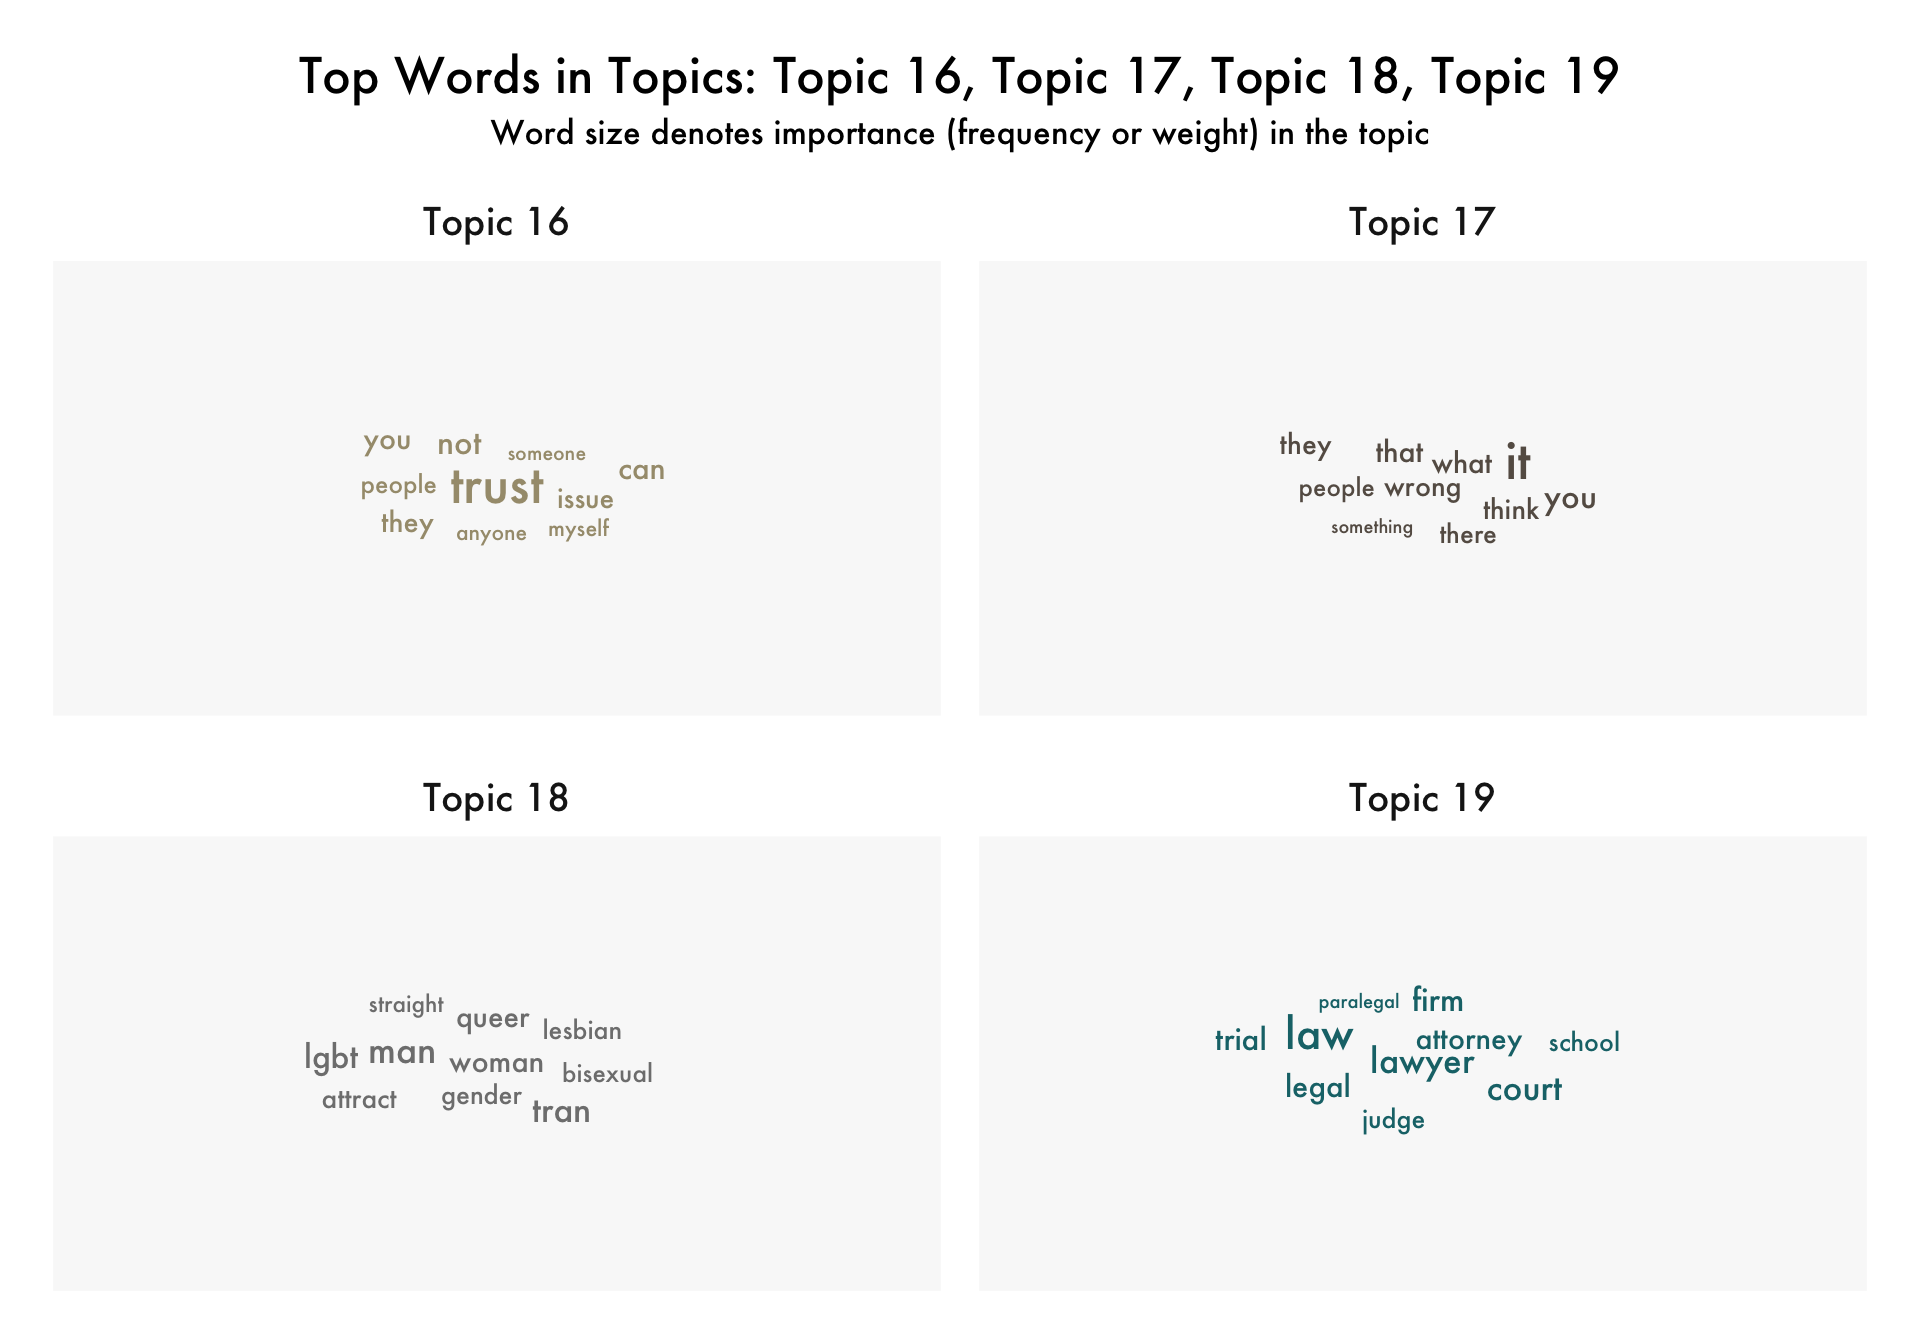 Top Words in Topics: Topic 16, Topic 17, Topic 18, Topic 19
Word size denotes importance (frequency or weight) in the topic
Topic 16
you not someone
can
people trust issue
they anyone myself
Topic 17
they that what it
people wrong think you
something there
Topic 18
straight queer lesbian
lgbt man woman bisexual
attract gender tran
Topic 19
paralegal firm
trial law attorney school
lawyer
legal court
judge